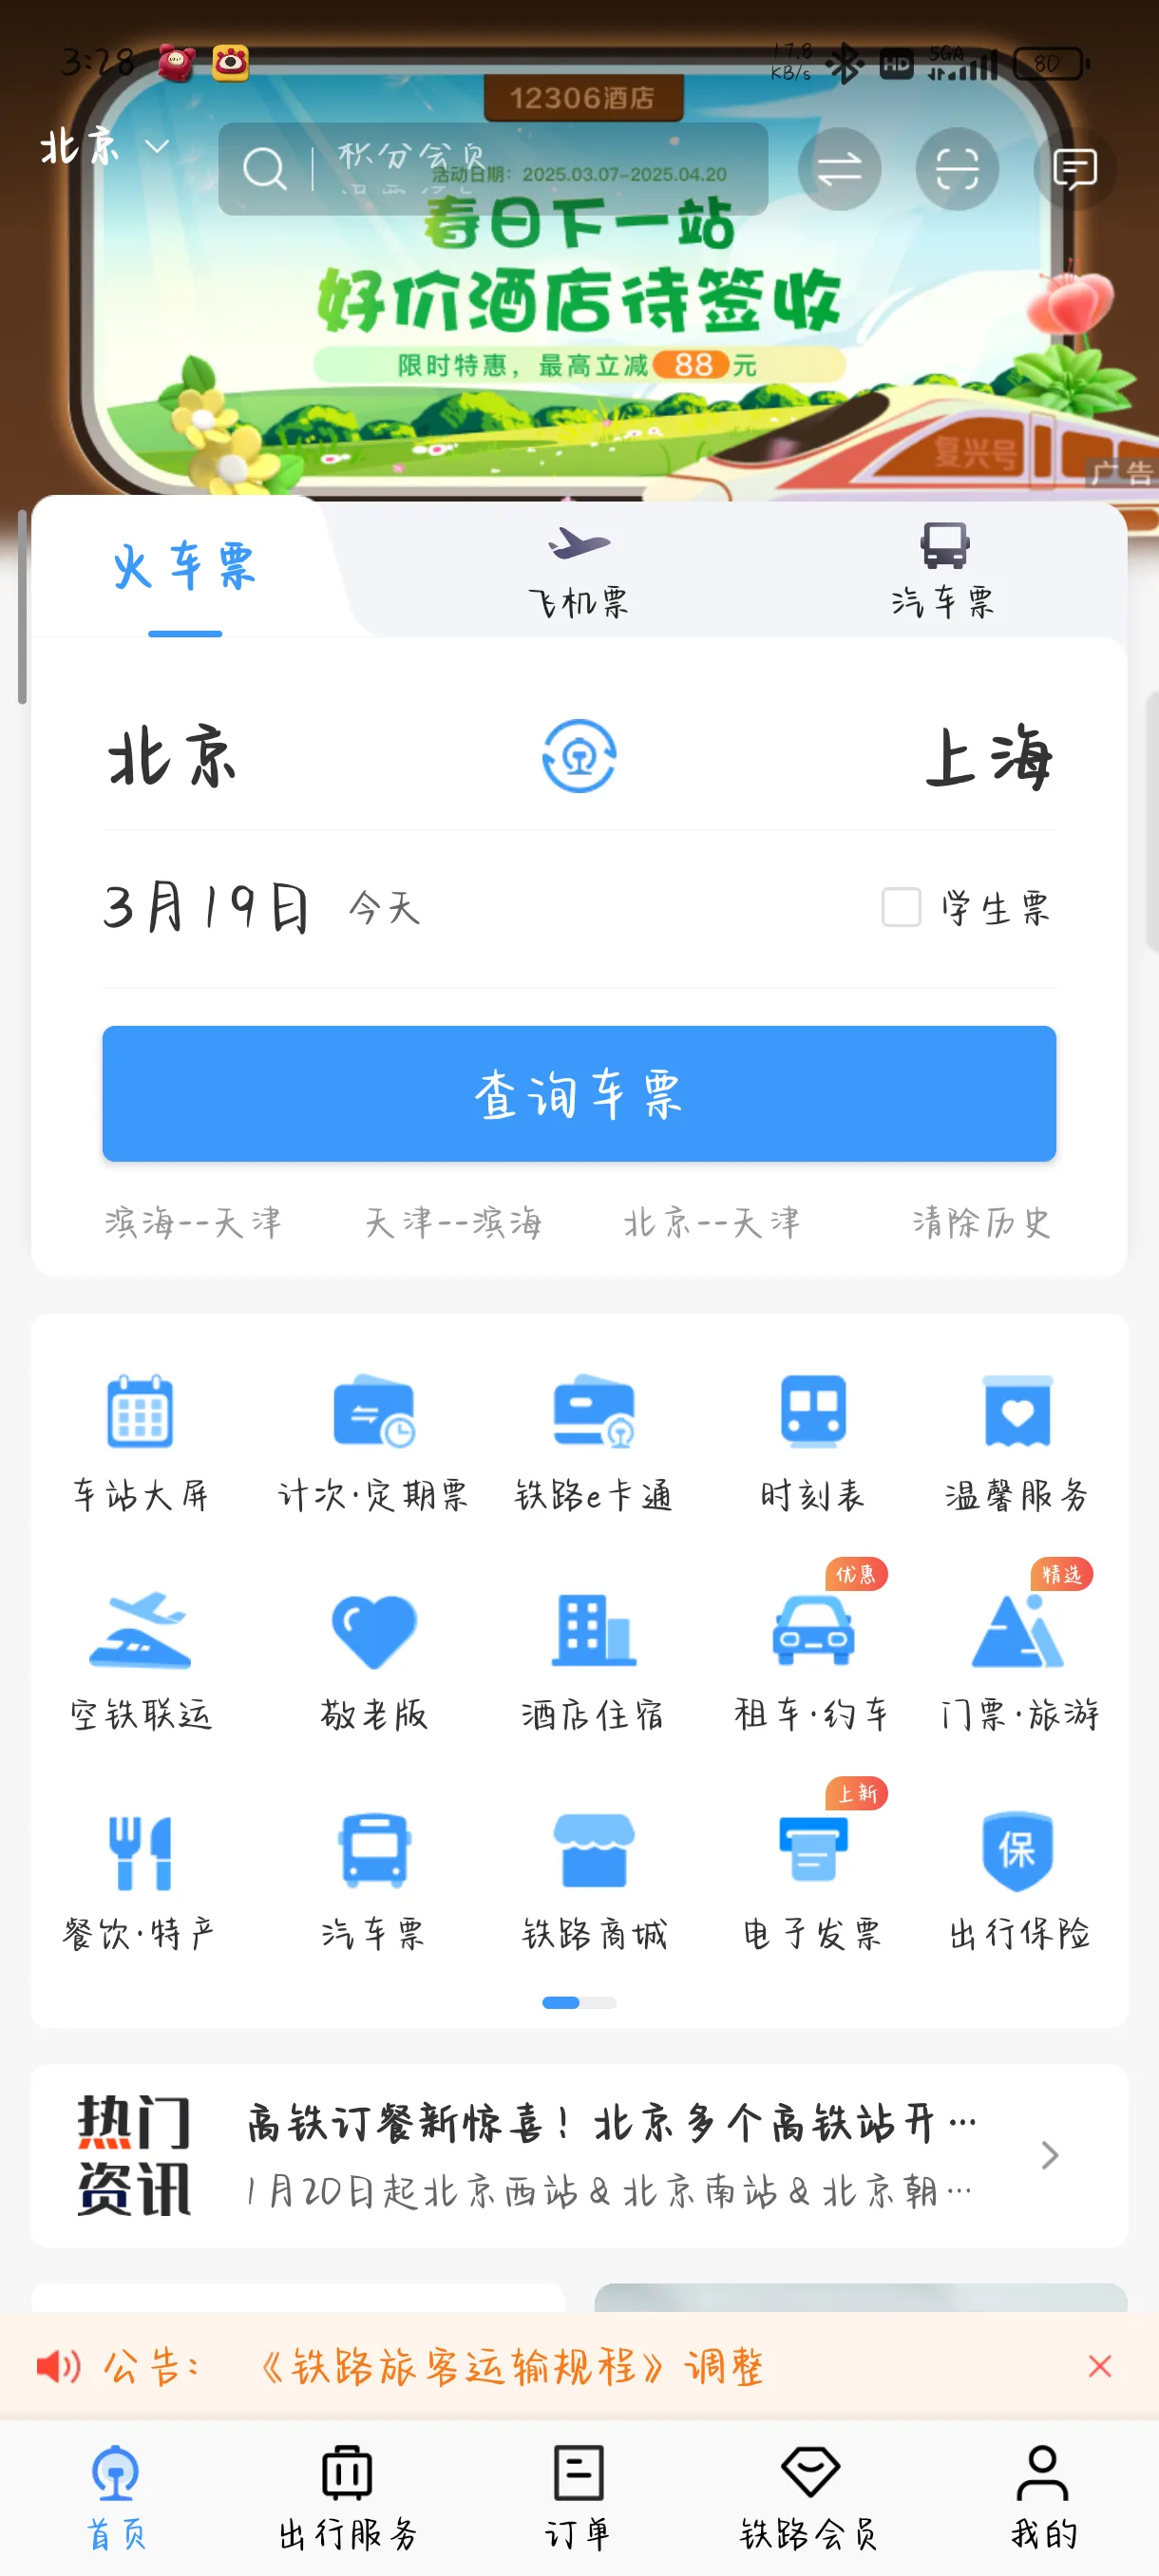 3:28
17.8 KB/s
HD
5GA
80
12306酒店
北京
积分会员
活动日期：2025.03.07-2025.04.20
春日下一站
好价酒店待签收
限时特惠，最高立减88元
复兴号
广告
火车票
飞机票
汽车票
北京
上海
3月19日 今天
学生票
查询车票
滨海--天津 天津--滨海 北京--天津 清除历史
车站大屏 计次·定期票 铁路e卡通 时刻表 温馨服务
优惠 精选
空铁联运 敬老版 酒店住宿 租车·约车 门票·旅游
上新
保
餐饮·特产 汽车票 铁路商城 电子发票 出行保险
热门资讯
高铁订餐新惊喜！北京多个高铁站开···
1月20日起北京西站&北京南站&北京朝···
公告： 《铁路旅客运输规程》调整
首页 出行服务 订单 铁路会员 我的